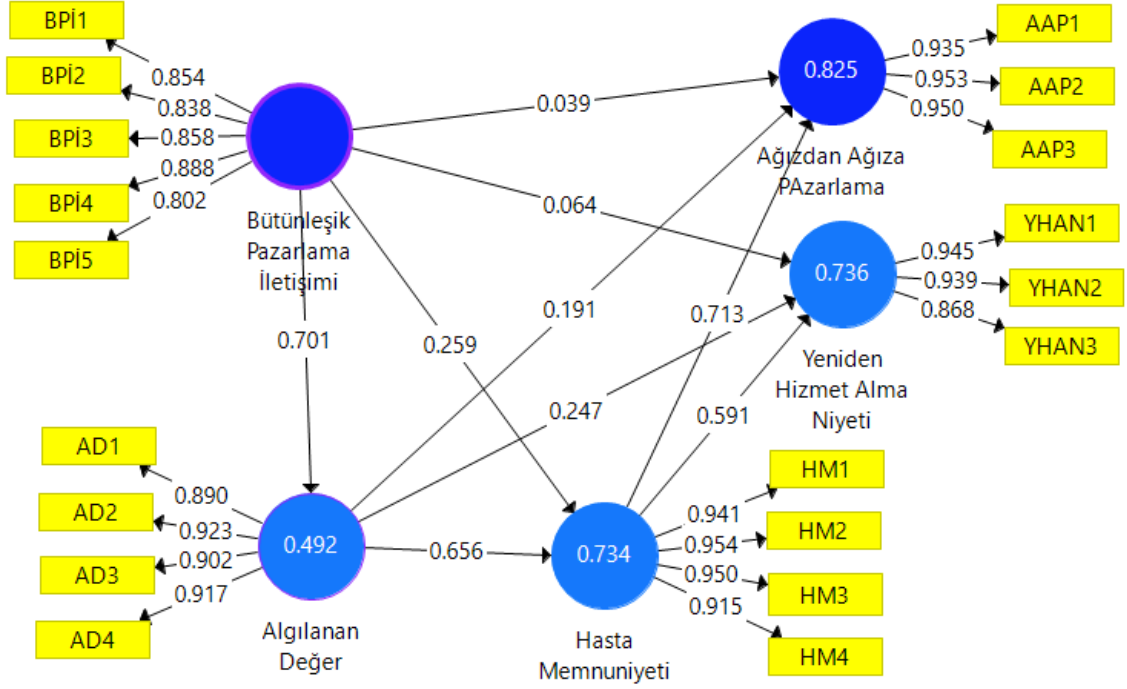 BPİ1
BPİ2
BPİ3
BPİ4
BPİ5
0.854
0.838
0.858
0.888
0.802
Bütünleşik
Pazarlama
İletişimi
0.039
0.064
0.701
0.259
0.825
Ağızdan Ağıza
PAzarlama
0.935
0.953
0.950
AAP1
AAP2
AAP3
0.736
Yeniden
Hizmet Alma
Niyeti
0.945
0.939
0.868
YHAN1
YHAN2
YHAN3
0.191
0.713
0.247
0.591
AD1
AD2
AD3
AD4
0.890
0.923
0.902
0.917
0.492
Algılanan
Değer
0.656
0.734
Hasta
Memnuniyeti
0.941
0.954
0.950
0.915
HM1
HM2
HM3
HM4